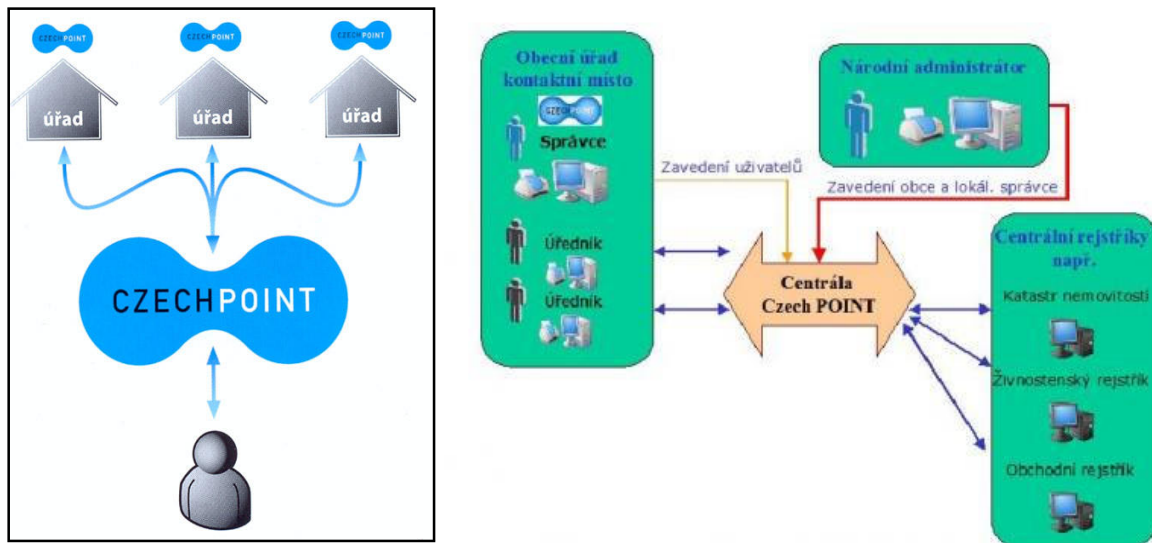 CZECHPOINT
CZECHPOINT
CZECHPOINT
úřad
úřad
úřad
CZECHPOINT
Obecní úřad
kontaktní místo
CZECHPOINT
Správce
Úředník
Úředník
Národní administrátor
Zavedení uživatelů
Zavedení obce a lokál. správce
Centrála
Czech POINT
Centrální rejstříky
např.
Katastr nemovitostí
Živnostenský rejstřík
Obchodní rejstřík